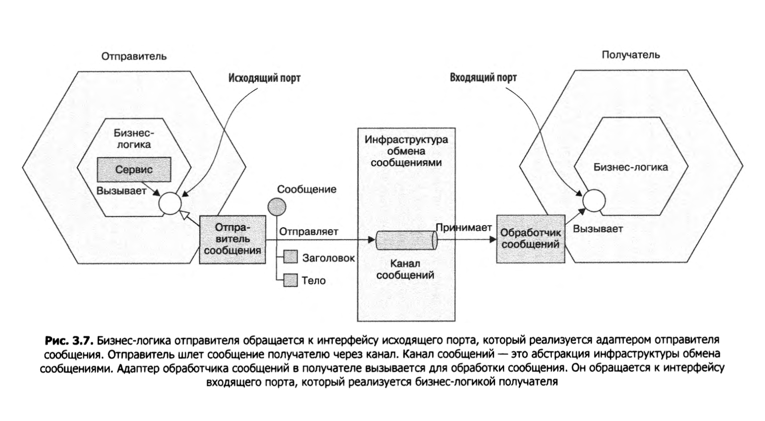 Отправитель
Получатель
Исходящий порт
Входящий порт
Бизнес-
логика
Сервис
Вызывает
Отпра-
витель
сообщения
Сообщение
Отправляет
Заголовок
Тело
Инфраструктура
обмена
сообщениями
Канал
сообщений
Принимает
Обработчик
сообщений
Бизнес-логика
Вызывает
Рис. 3.7. Бизнес-логика отправителя обращается к интерфейсу исходящего порта, который реализуется адаптером отправителя
сообщения. Отправитель шлет сообщение получателю через канал. Канал сообщений — это абстракция инфраструктуры обмена
сообщениями. Адаптер обработчика сообщений в получателе вызывается для обработки сообщения. Он обращается к интерфейсу
входящего порта, который реализуется бизнес-логикой получателя